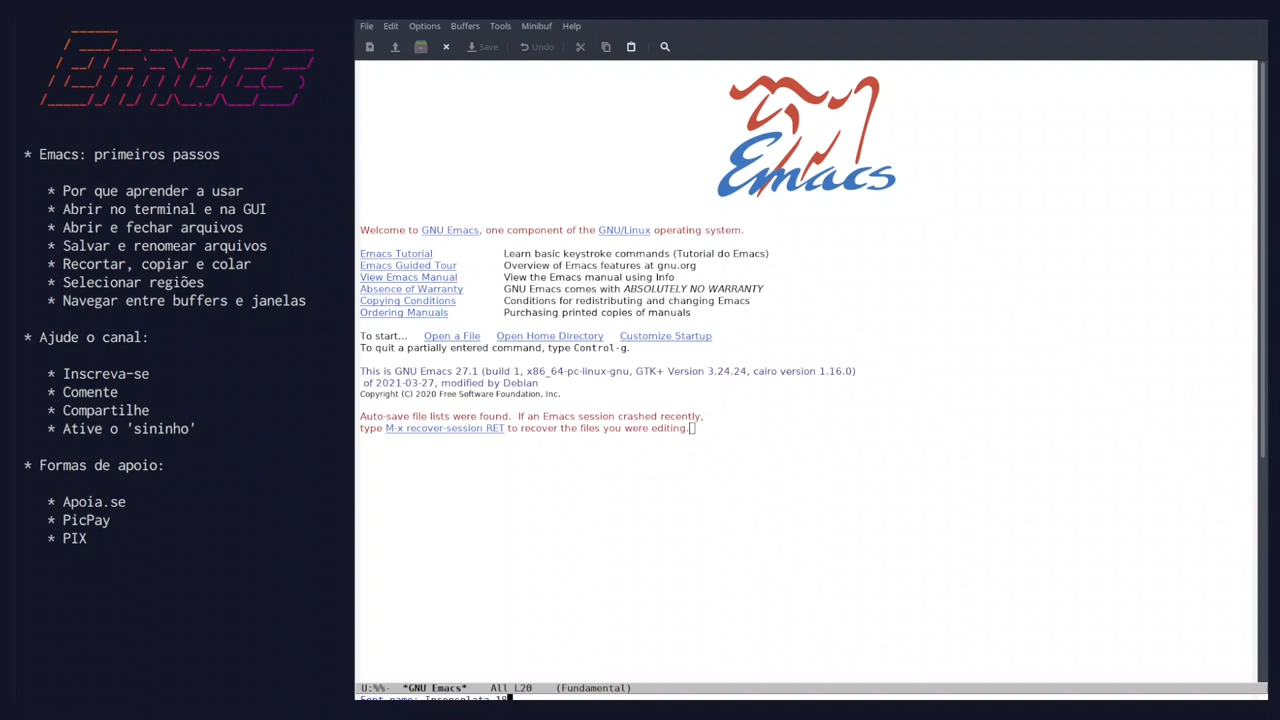 Emacs
* Emacs: primeiros passos
* Por que aprender a usar
* Abrir no terminal e na GUI
* Abrir e fechar arquivos
* Salvar e renomear arquivos
* Recortar, copiar e colar
* Selecionar regiões
* Navegar entre buffers e janelas
* Ajude o canal:
* Inscreva-se
* Comente
* Compartilhe
* Ative o 'sininho'
* Formas de apoio:
* Apoia.se
* PicPay
* PIX
File Edit Options Buffers Tools Minibuf Help
Save Undo
Emacs
Welcome to GNU Emacs, one component of the GNU/Linux operating system.
Emacs Tutorial Learn basic keystroke commands (Tutorial do Emacs)
Emacs Guided Tour Overview of Emacs features at gnu.org
View Emacs Manual View the Emacs manual using Info
Absence of Warranty GNU Emacs comes with ABSOLUTELY NO WARRANTY
Copying Conditions Conditions for redistributing and changing Emacs
Ordering Manuals Purchasing printed copies of manuals
To start... Open a File Open Home Directory Customize Startup
To quit a partially entered command, type Control-g.
This is GNU Emacs 27.1 (build 1, x86_64-pc-linux-gnu, GTK+ Version 3.24.24, cairo version 1.16.0)
of 2021-03-27, modified by Debian
Copyright (C) 2020 Free Software Foundation, Inc.
Auto-save file lists were found. If an Emacs session crashed recently,
type M-x recover-session RET to recover the files you were editing.
U:%%- *GNU Emacs* All L20 (Fundamental)
Font name: Inconsolata 18